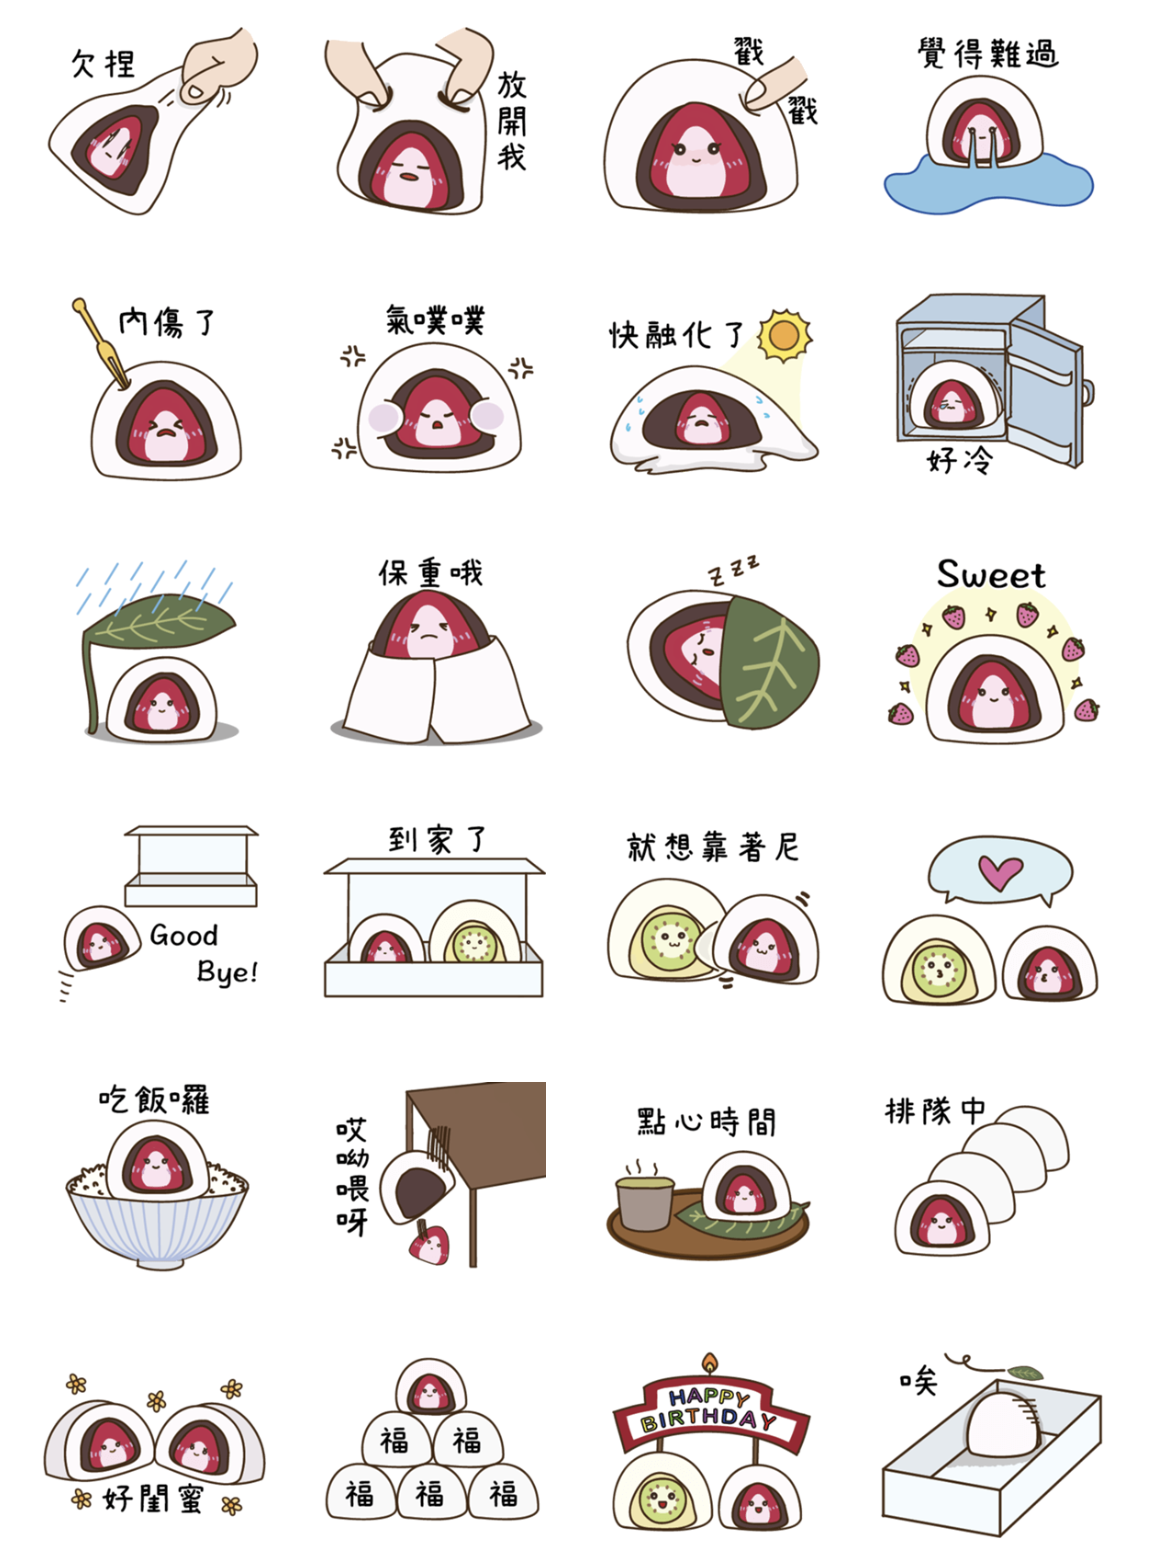 欠捏
放開我
戳
戳
覺得難過
內傷了
氣噗噗
快融化了
好冷
保重哦
z z z
Sweet
Good
Bye!
到家了
就想靠著尼
吃飯囉
哎呦喂呀
點心時間
排隊中
好閨蜜
福 福
福 福 福
HAPPY
BIRTHDAY
唉